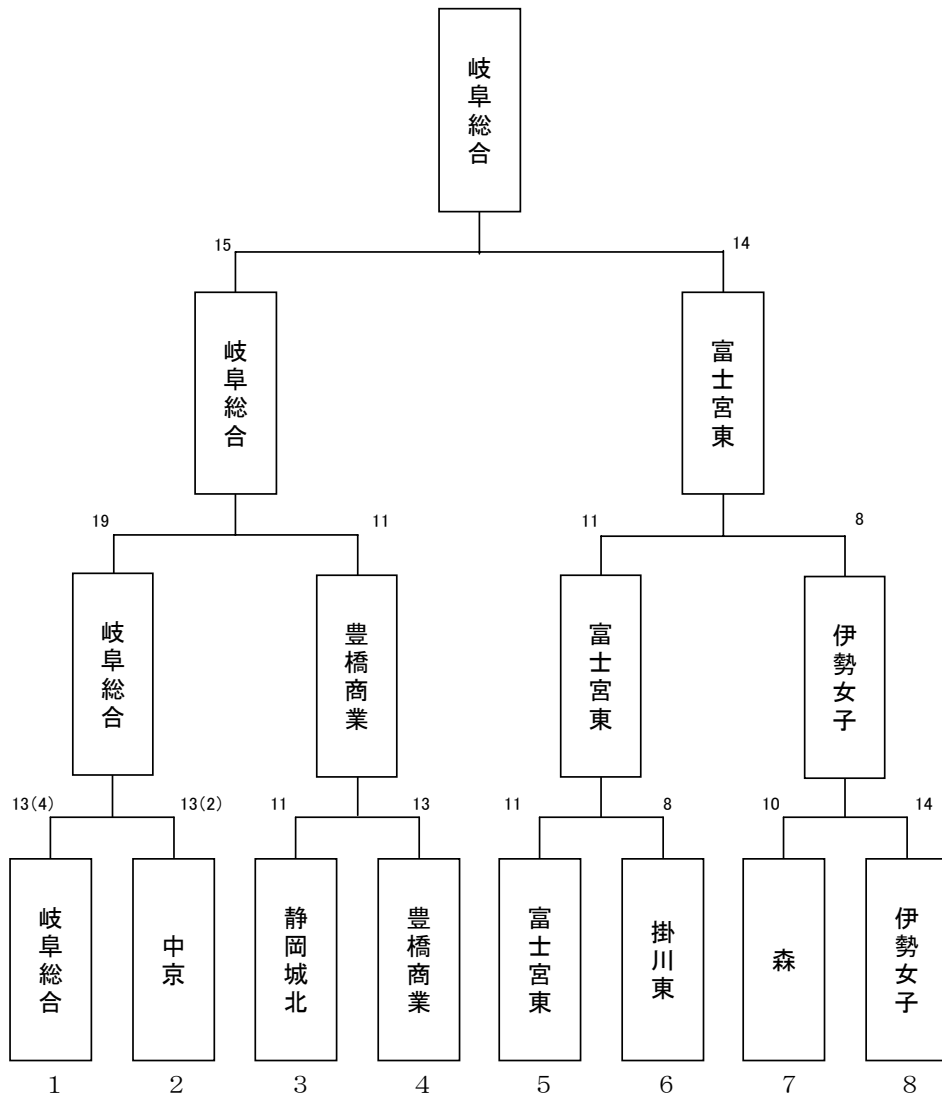 岐阜総合
15 14
岐阜総合
富士宮東
19 11 11 8
岐阜総合
豊橋商業
富士宮東
伊勢女子
13(4) 13(2) 11 13 11 8 10 14
岐阜総合
中京
静岡城北
豊橋商業
富士宮東
掛川東
森
伊勢女子
1 2 3 4 5 6 7 8